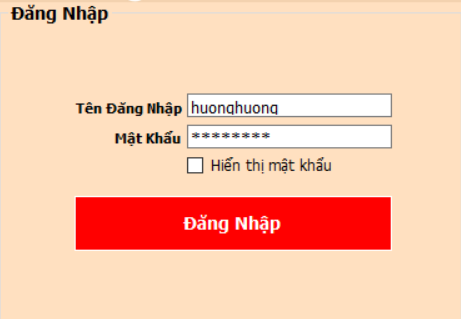 Đăng Nhập
Tên Đăng Nhập huonghuong
Mật Khẩu ********
Hiển thị mật khẩu
Đăng Nhập